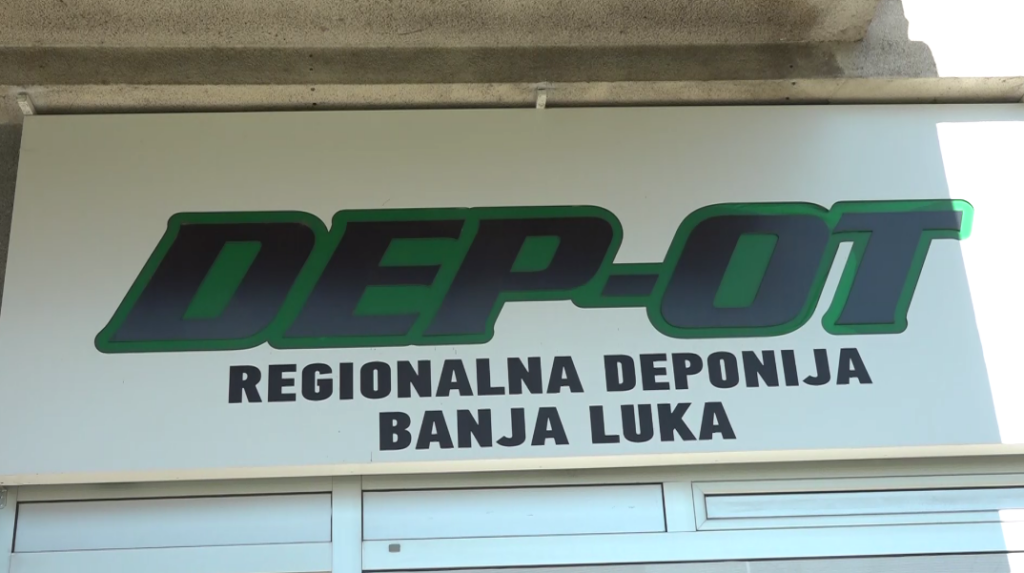 DEP-OT
REGIONALNA DEPONIJA
BANJA LUKA